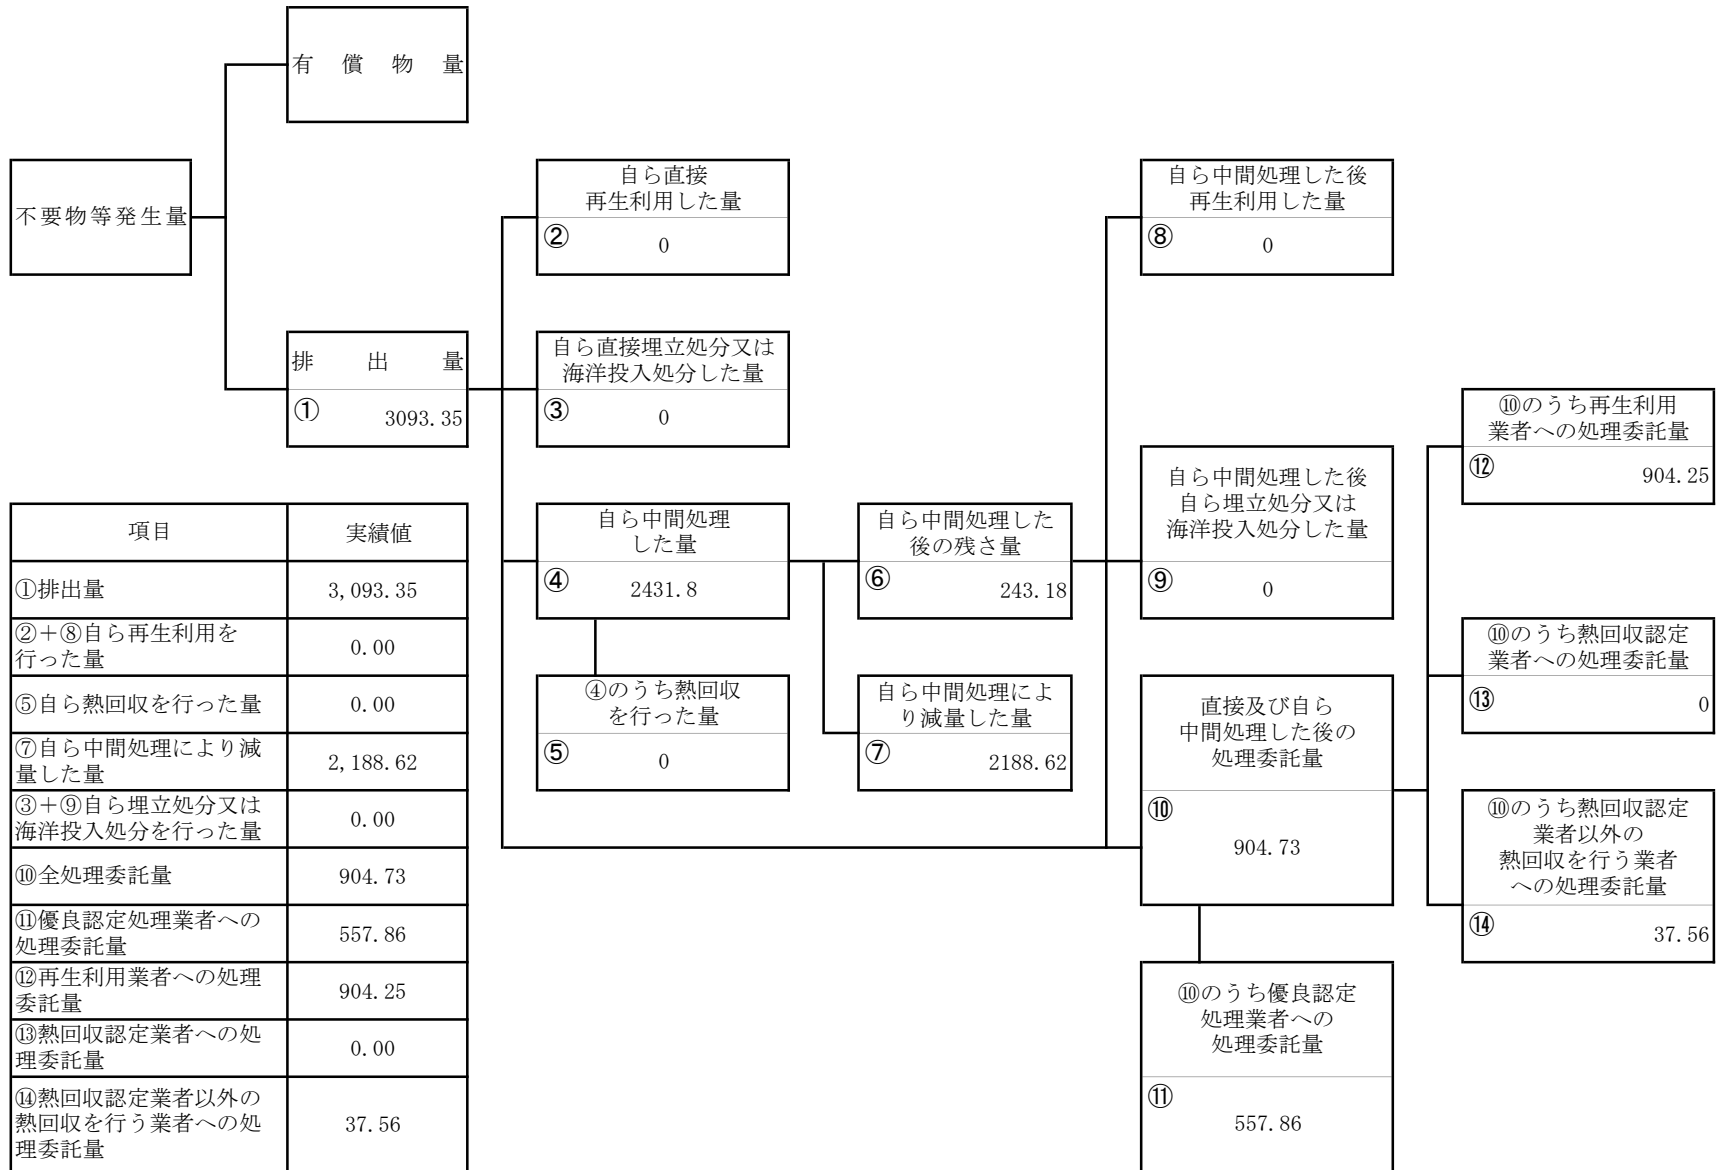 有償物量
不要物等発生量
排出量
①
3093.35
自ら直接
再生利用した量
②
0
自ら直接埋立処分又は
海洋投入処分した量
③
0
自ら中間処理
した量
④
2431.8
④のうち熱回収
を行った量
⑤
0
自ら中間処理した
後の残さ量
⑥
243.18
自ら中間処理によ
り減量した量
⑦
2188.62
自ら中間処理した後
再生利用した量
⑧
0
自ら中間処理した後
自ら埋立処分又は
海洋投入処分した量
⑨
0
直接及び自ら
中間処理した後の
処理委託量
⑩
904.73
⑩のうち優良認定
処理業者への
処理委託量
⑪
557.86
⑩のうち再生利用
業者への処理委託量
⑫
904.25
⑩のうち熱回収認定
業者への処理委託量
⑬
0
⑩のうち熱回収認定
業者以外の
熱回収を行う業者
への処理委託量
⑭
37.56
項目 実績値
①排出量 3,093.35
②+⑧自ら再生利用を
行った量 0.00
⑤自ら熱回収を行った量 0.00
⑦自ら中間処理により減
量した量 2,188.62
③+⑨自ら埋立処分又は
海洋投入処分を行った量 0.00
⑩全処理委託量 904.73
⑪優良認定処理業者への
処理委託量 557.86
⑫再生利用業者への処理
委託量 904.25
⑬熱回収認定業者への処
理委託量 0.00
⑭熱回収認定業者以外の
熱回収を行う業者への処
理委託量 37.56